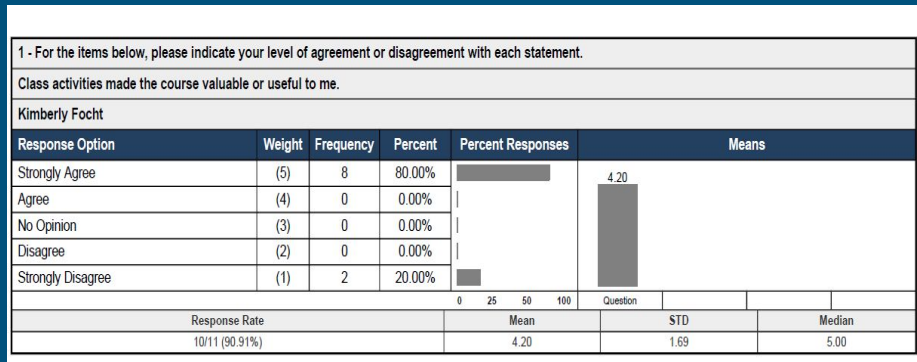 1 - For the items below, please indicate your level of agreement or disagreement with each statement.
Class activities made the course valuable or useful to me.
Kimberly Focht
Response Option Weight Frequency Percent Percent Responses Means
Strongly Agree (5) 8 80.00% 4.20
Agree (4) 0 0.00%
No Opinion (3) 0 0.00%
Disagree (2) 0 0.00%
Strongly Disagree (1) 2 20.00%
0 25 50 100 Question
Response Rate Mean STD Median
10/11 (90.91%) 4.20 1.69 5.00